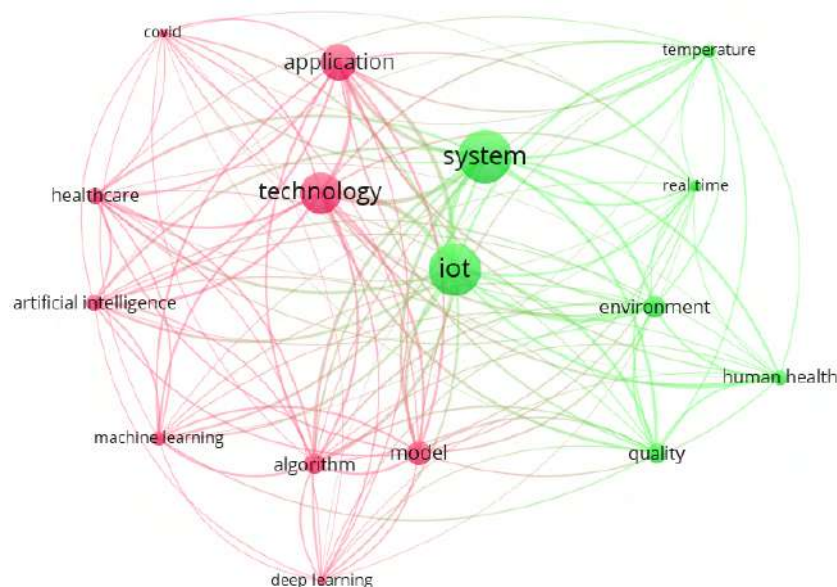 covid
application
temperature
system
technology
real time
healthcare
iot
artificial intelligence
environment
human health
machine learning
algorithm
model
quality
deep learning